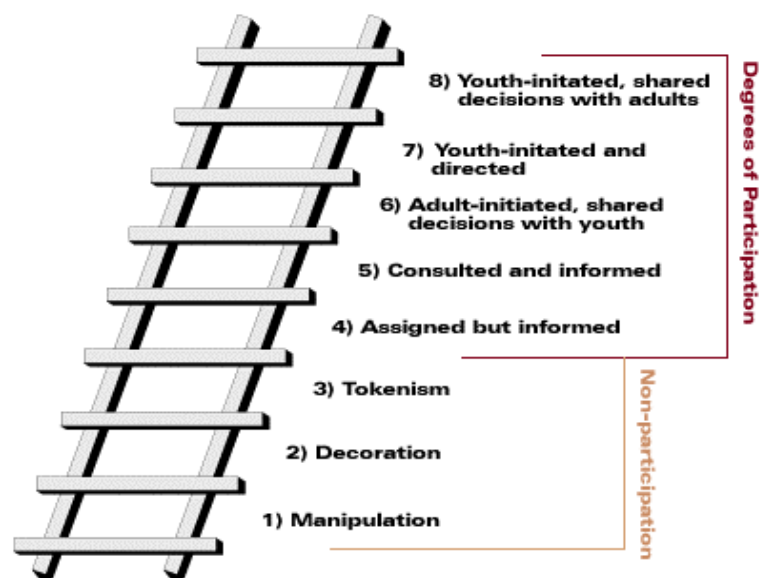 8) Youth-initated, shared
decisions with adults
7) Youth-initated and
directed
6) Adult-initiated, shared
decisions with youth
5) Consulted and informed
4) Assigned but informed
3) Tokenism
2) Decoration
1) Manipulation
Degrees of Participation
Non-participation